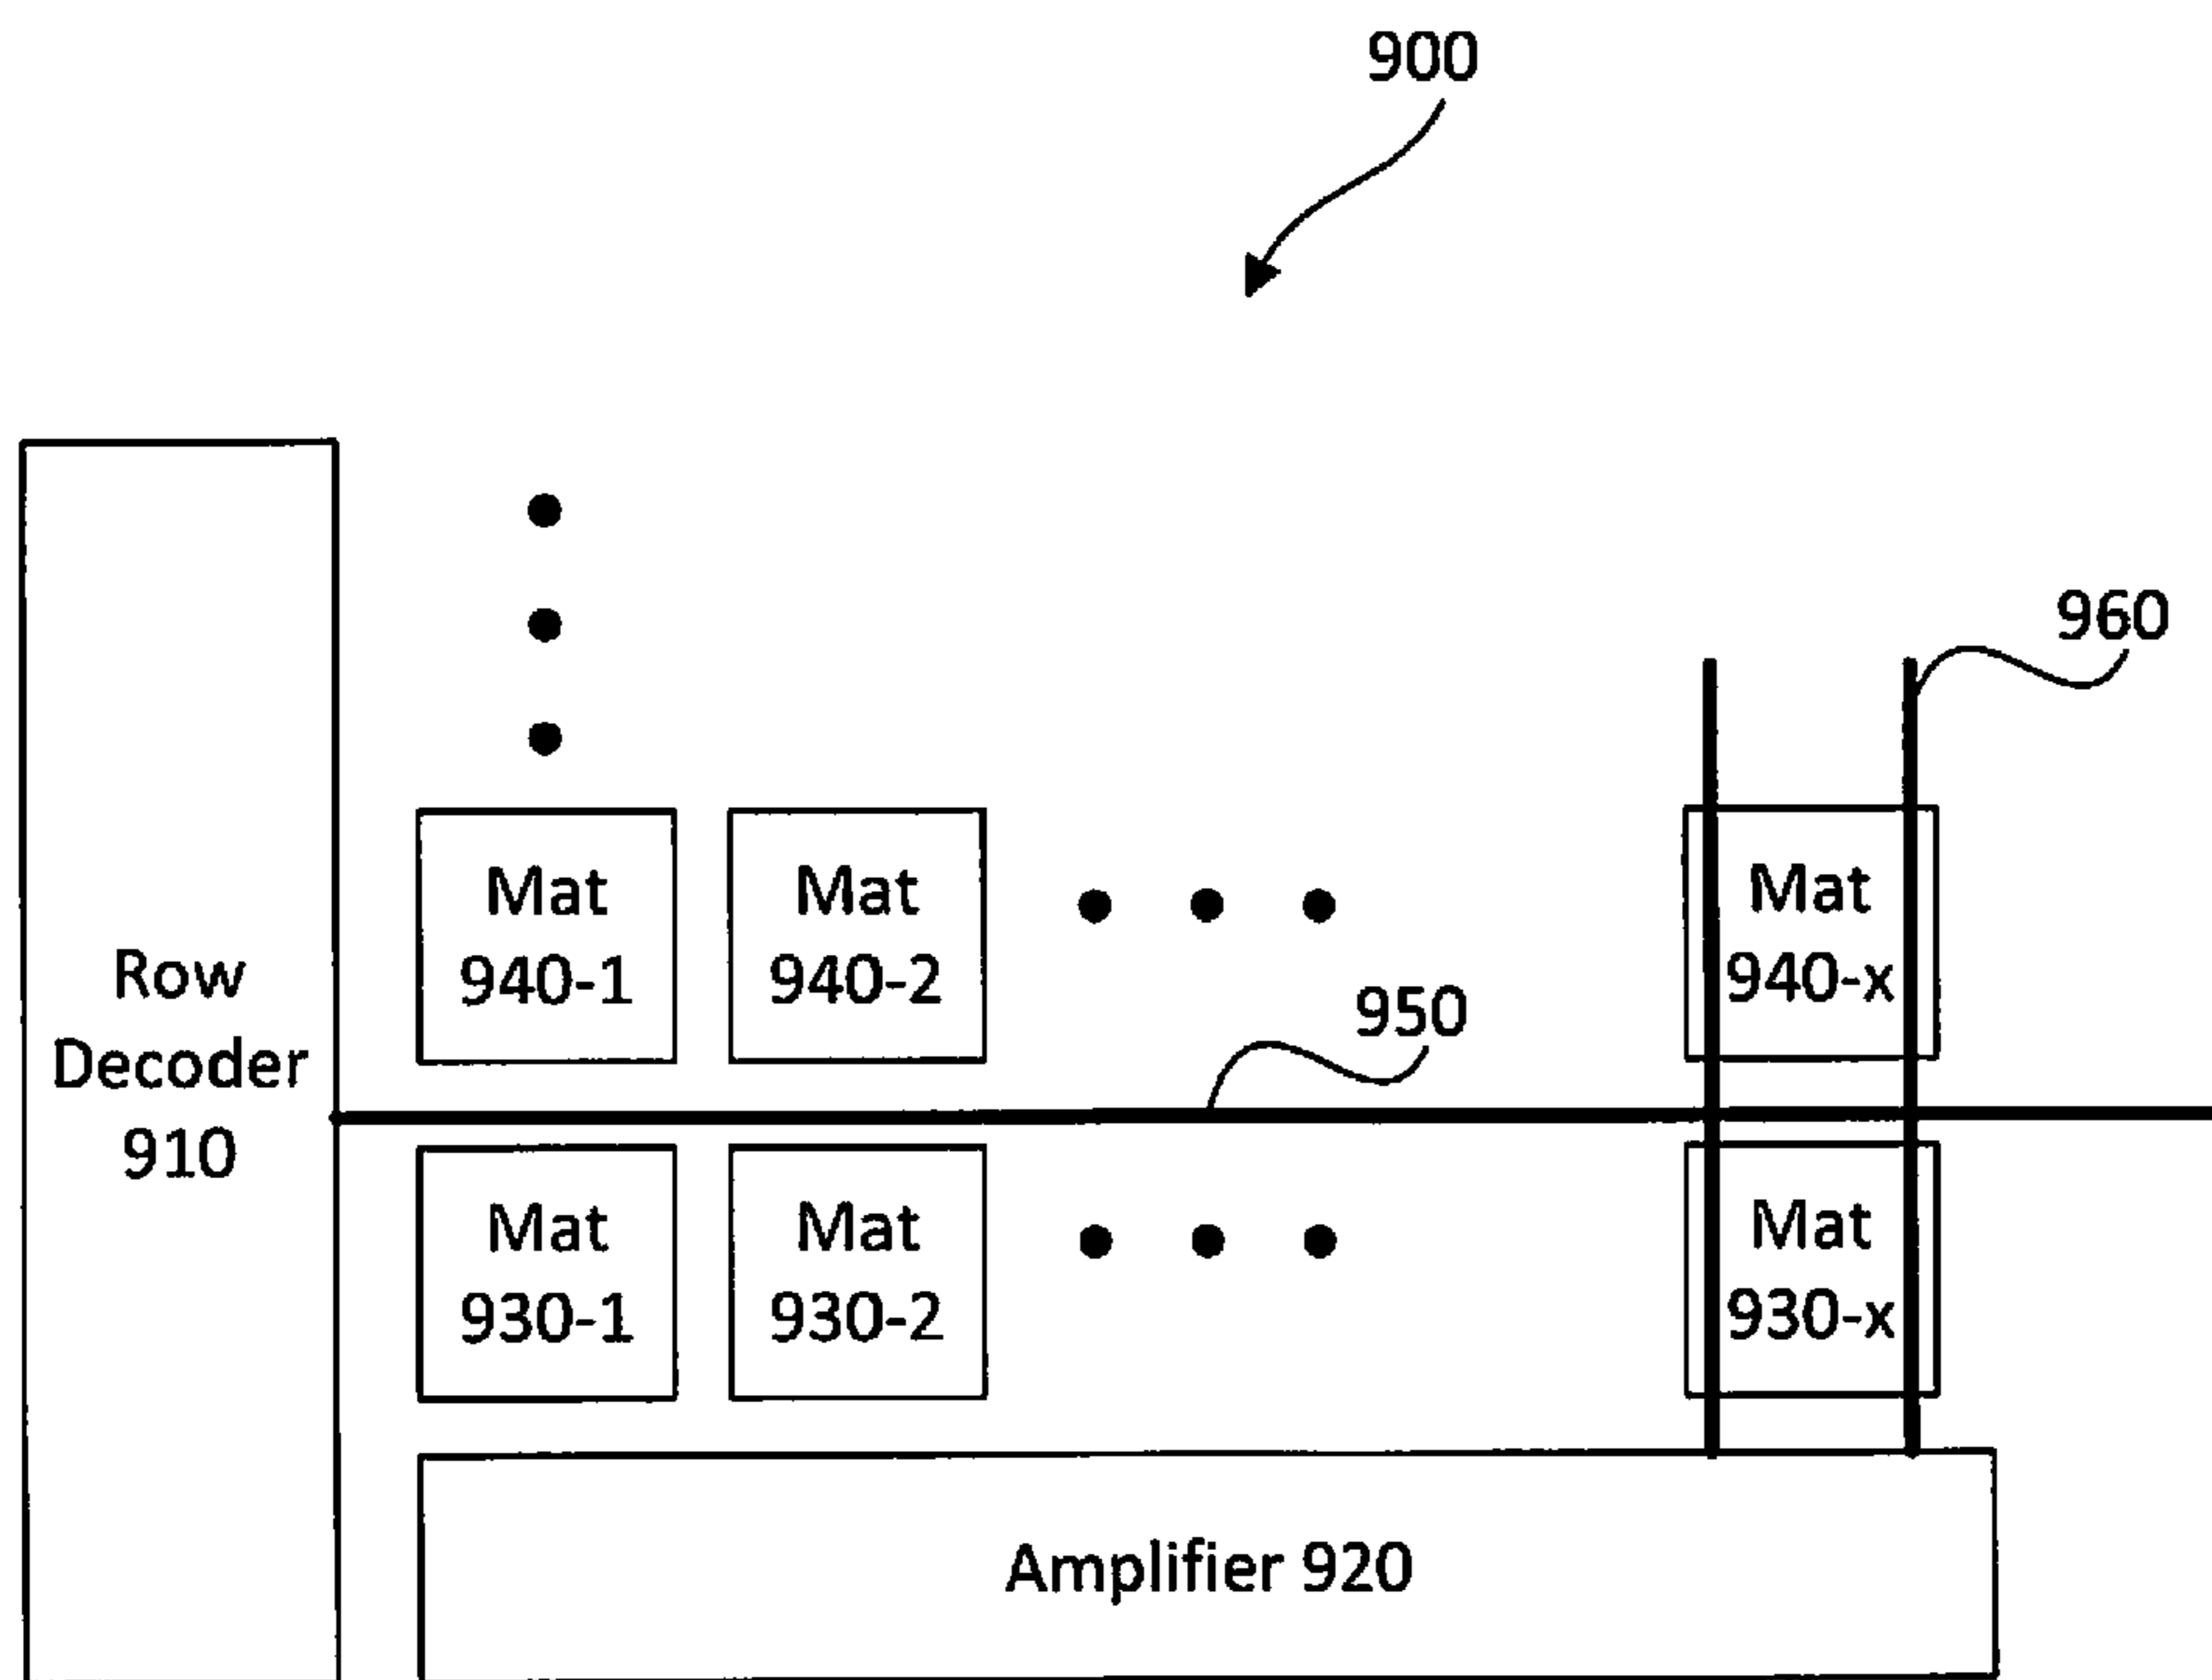 900
960
Mat
940-1
Mat
940-2
Mat
940-x
950
Row
Decoder
910
Mat
930-1
Mat
930-2
Mat
930-x
Amplifier 920